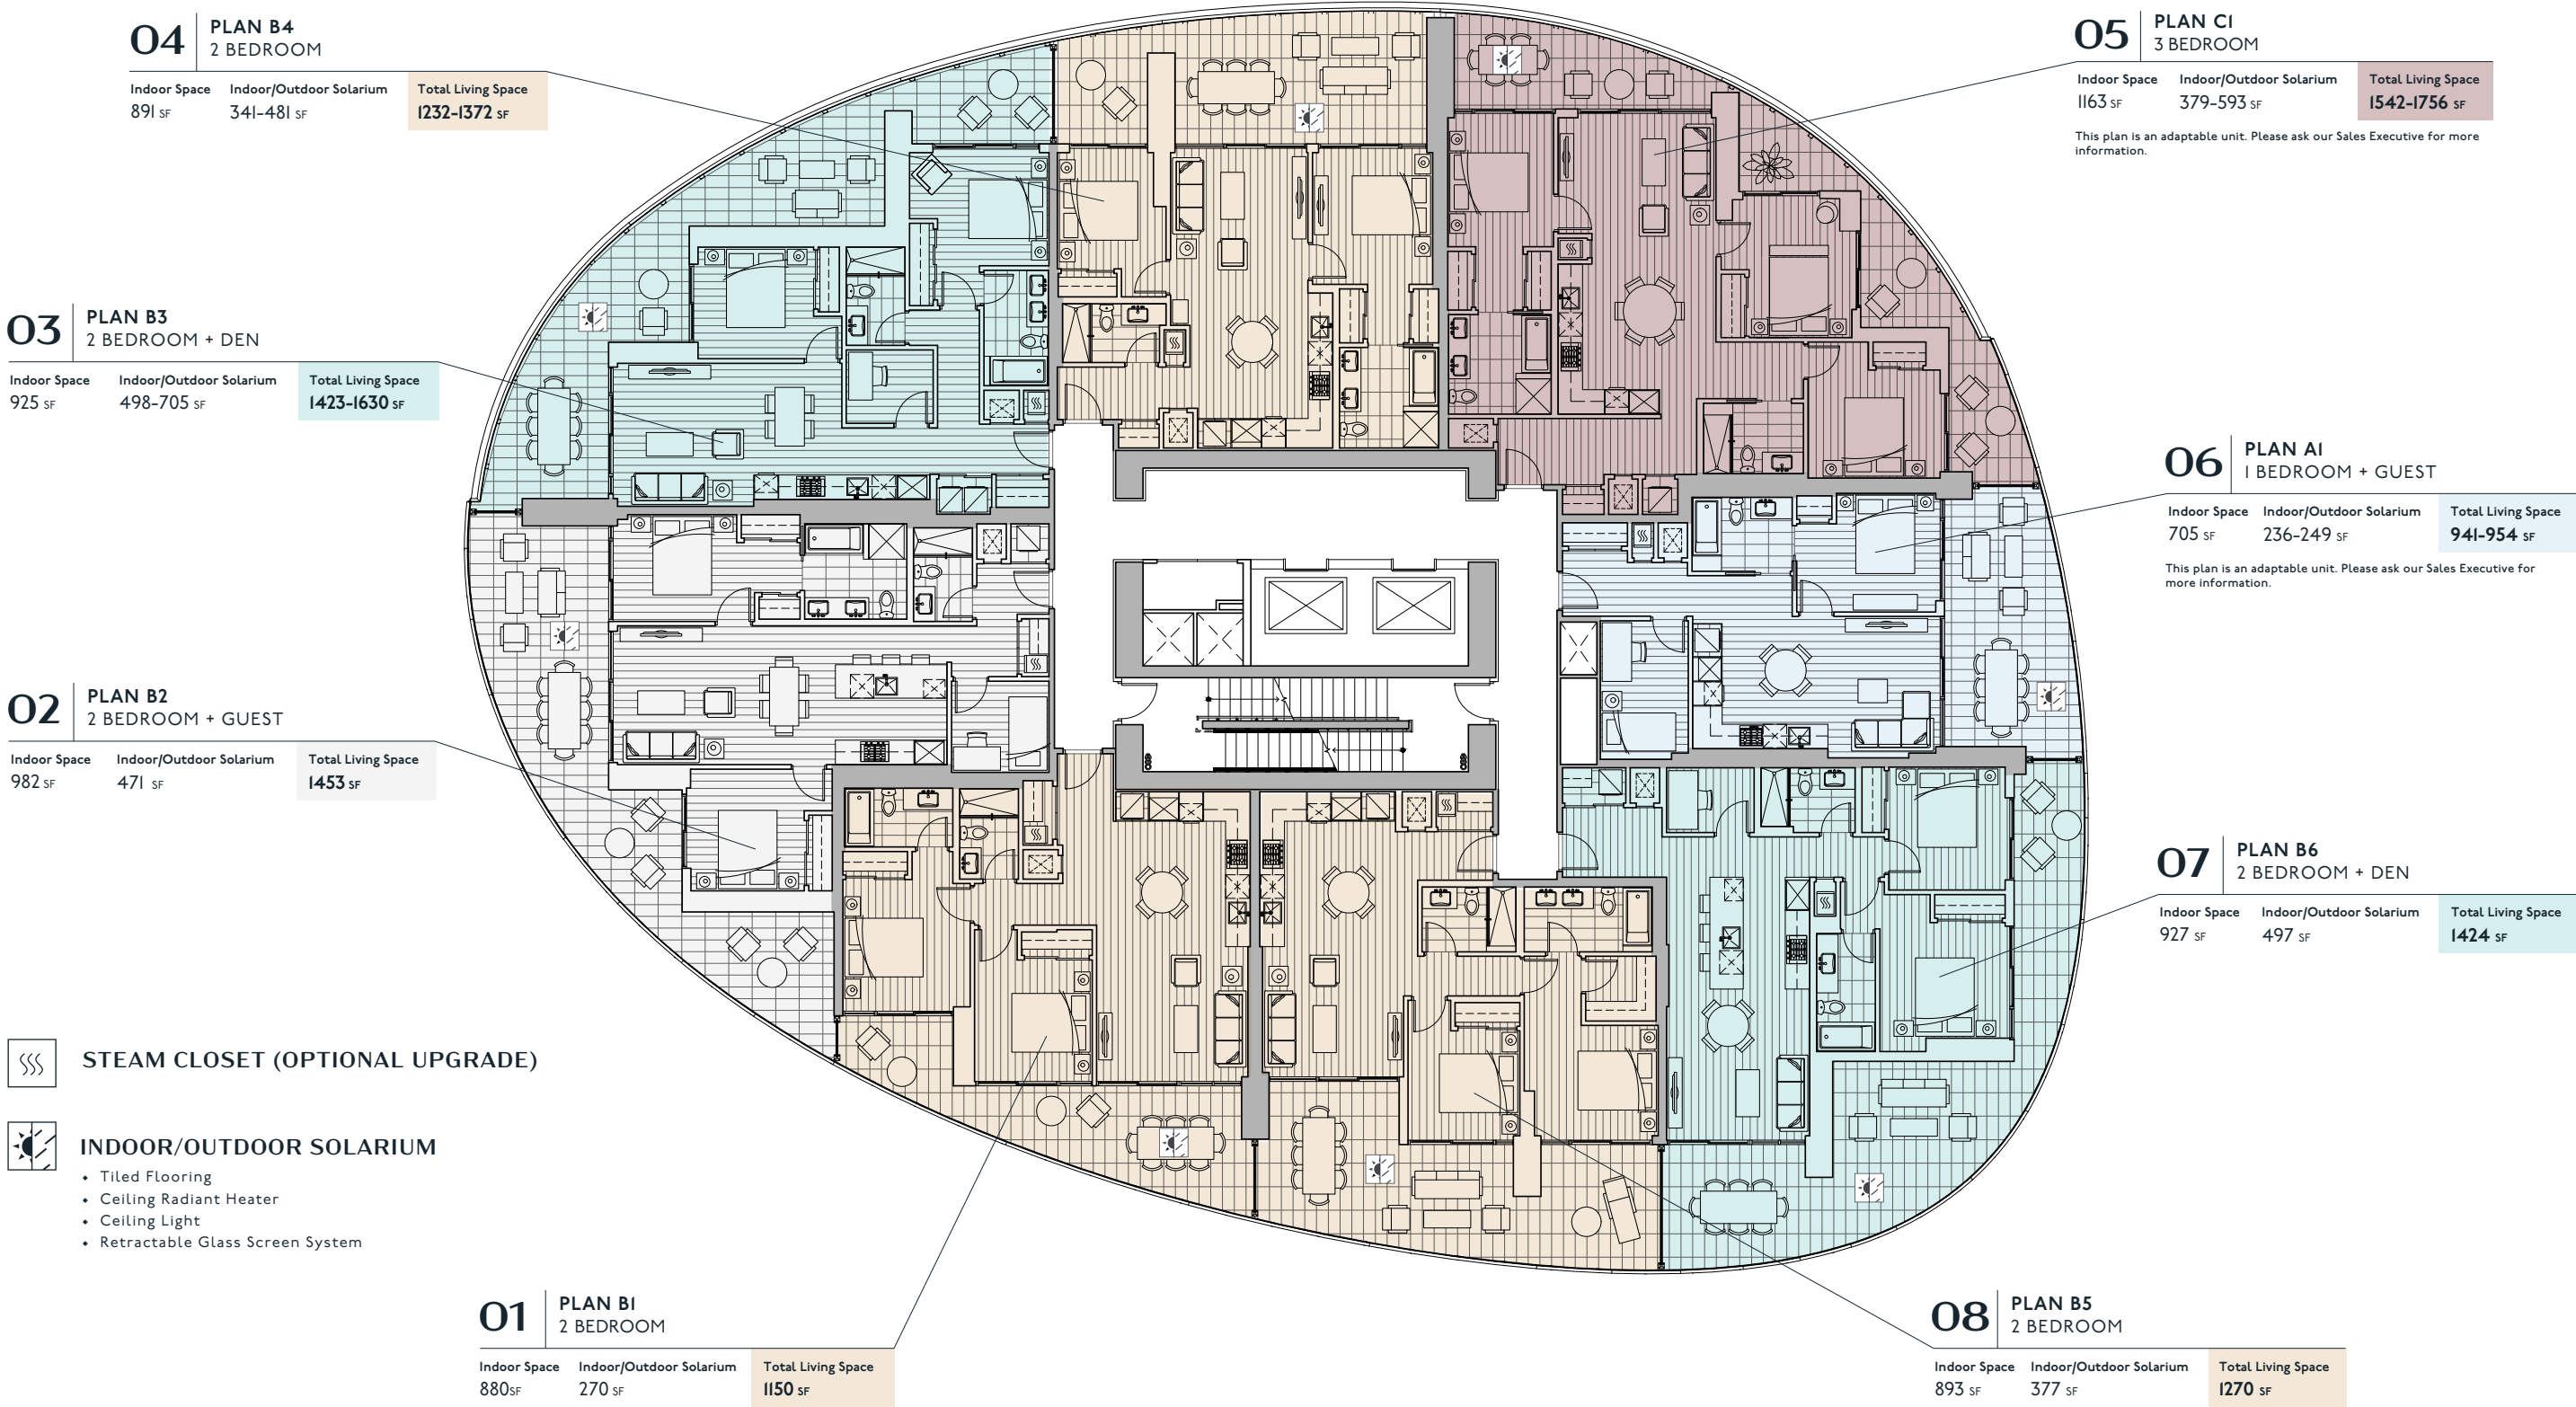 04
PLAN B4
2 BEDROOM
Indoor Space Indoor/Outdoor Solarium Total Living Space
891 SF 341-481 SF 1232-1372 SF
05
PLAN C1
3 BEDROOM
Indoor Space Indoor/Outdoor Solarium Total Living Space
1163 SF 379-593 SF 1542-1756 SF
This plan is an adaptable unit. Please ask our Sales Executive for more
information.
03
PLAN B3
2 BEDROOM + DEN
Indoor Space Indoor/Outdoor Solarium Total Living Space
925 SF 498-705 SF 1423-1630 SF
06
PLAN A1
1 BEDROOM + GUEST
Indoor Space Indoor/Outdoor Solarium Total Living Space
705 SF 236-249 SF 941-954 SF
This plan is an adaptable unit. Please ask our Sales Executive for
more information.
02
PLAN B2
2 BEDROOM + GUEST
Indoor Space Indoor/Outdoor Solarium Total Living Space
982 SF 471 SF 1453 SF
07
PLAN B6
2 BEDROOM + DEN
Indoor Space Indoor/Outdoor Solarium Total Living Space
927 SF 497 SF 1424 SF
STEAM CLOSET (OPTIONAL UPGRADE)
INDOOR/OUTDOOR SOLARIUM
• Tiled Flooring
• Ceiling Radiant Heater
• Ceiling Light
• Retractable Glass Screen System
01
PLAN B1
2 BEDROOM
Indoor Space Indoor/Outdoor Solarium Total Living Space
880SF 270 SF 1150 SF
08
PLAN B5
2 BEDROOM
Indoor Space Indoor/Outdoor Solarium Total Living Space
893 SF 377 SF 1270 SF